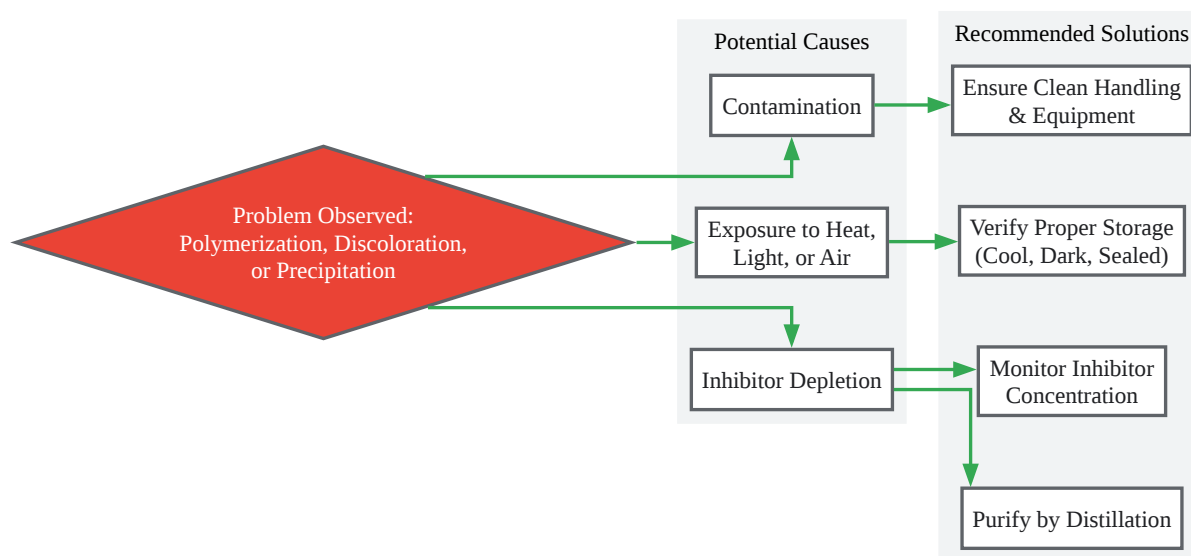 Potential Causes
Recommended Solutions
Contamination
Ensure Clean Handling
& Equipment
Problem Observed:
Polymerization, Discoloration,
or Precipitation
Exposure to Heat,
Light, or Air
Verify Proper Storage
(Cool, Dark, Sealed)
Inhibitor Depletion
Monitor Inhibitor
Concentration
Purify by Distillation